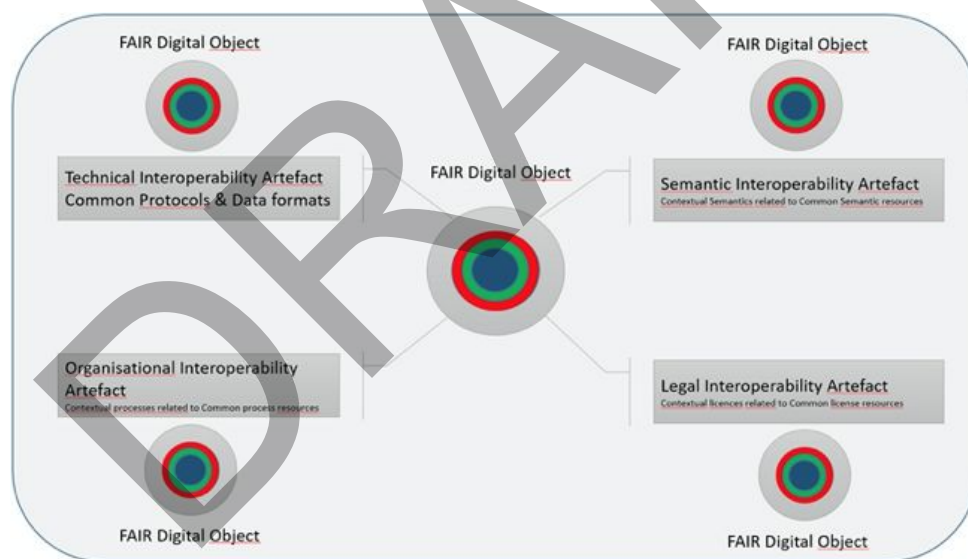 FAIR Digital Object
FAIR Digital Object
Technical Interoperability Artefact
Common Protocols & Data formats
FAIR Digital Object
Semantic Interoperability Artefact
Contextual Semantics related to Common Semantic resources
Organisational Interoperability
Artefact
Contextual processes related to Common process resources
Legal Interoperability Artefact
Contextual licences related to Common license resources
FAIR Digital Object
FAIR Digital Object
DRA